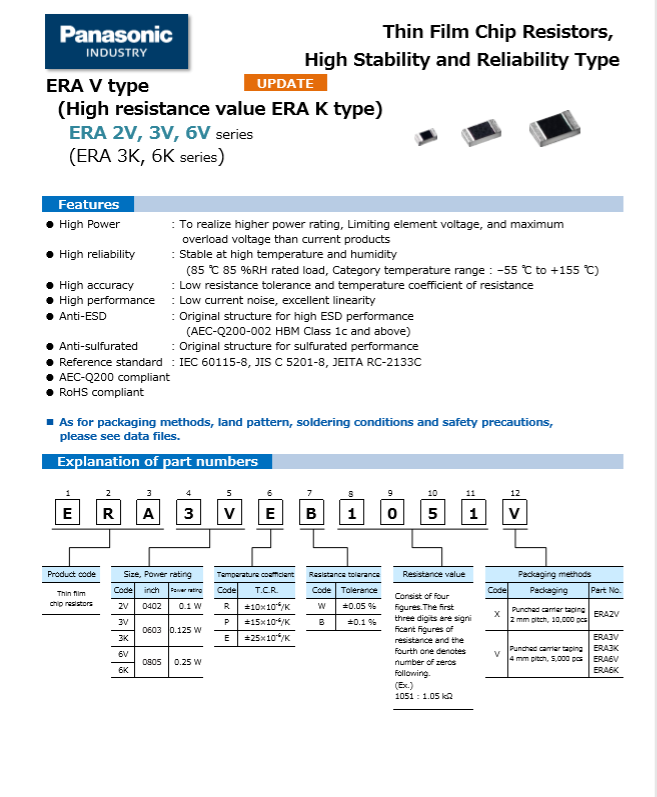 Panasonic
INDUSTRY
Thin Film Chip Resistors,
High Stability and Reliability Type
ERA V type
UPDATE
(High resistance value ERA K type)
ERA 2V, 3V, 6V series
(ERA 3K, 6K series)
Features
● High Power : To realize higher power rating, Limiting element voltage, and maximum
overload voltage than current products
● High reliability : Stable at high temperature and humidity
(85 ℃ 85 %RH rated load, Category temperature range : –55 ℃ to +155 ℃)
● High accuracy : Low resistance tolerance and temperature coefficient of resistance
● High performance : Low current noise, excellent linearity
● Anti-ESD : Original structure for high ESD performance
(AEC-Q200-002 HBM Class 1c and above)
● Anti-sulfurated : Original structure for sulfurated performance
● Reference standard : IEC 60115-8, JIS C 5201-8, JEITA RC-2133C
● AEC-Q200 compliant
● RoHS compliant
■ As for packaging methods, land pattern, soldering conditions and safety precautions,
please see data files.
Explanation of part numbers
1 2 3 4 5 6 7 8 9 10 11 12
E R A 3 V E B 1 0 5 1 V
Product code
Thin film
chip resistors
Size, Power rating
Code inch Power rating
2V 0402 0.1 W
3V
0603 0.125 W
3K
6V
0805 0.25 W
6K
Temperature coefficient
Code T.C.R.
R ±10×10⁻⁶/K
P ±15×10⁻⁶/K
E ±25×10⁻⁶/K
Resistance tolerance
Code Tolerance
W ±0.05 %
B ±0.1 %
Resistance value
Consist of four
figures.The first
three digits are signi
ficant figures of
resistance and the
fourth one denotes
number of zeros
following.
(Ex.)
1051 : 1.05 kΩ
Packaging methods
Code Packaging Part No.
X Punched carrier taping
2 mm pitch, 10,000 pcs ERA2V
V Punched carrier taping
4 mm pitch, 5,000 pcs
ERA3V
ERA3K
ERA6V
ERA6K